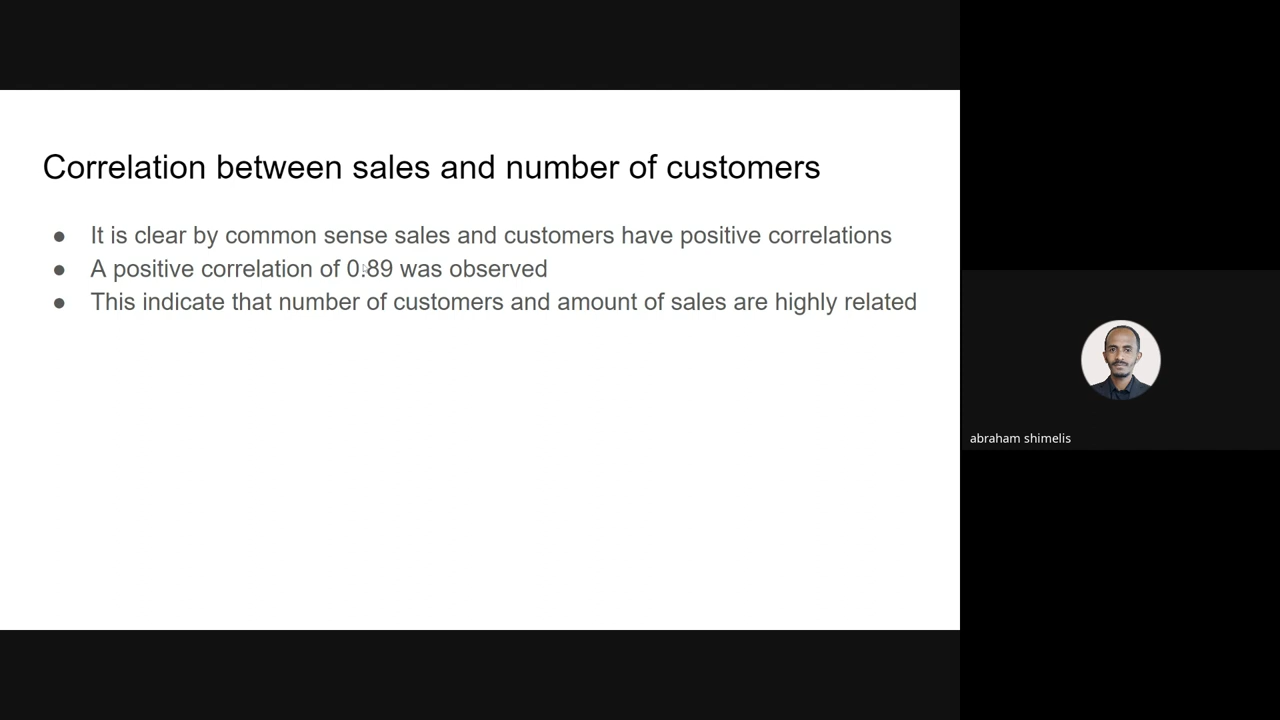 Correlation between sales and number of customers
● It is clear by common sense sales and customers have positive correlations
● A positive correlation of 0.89 was observed
● This indicate that number of customers and amount of sales are highly related
abraham shimelis